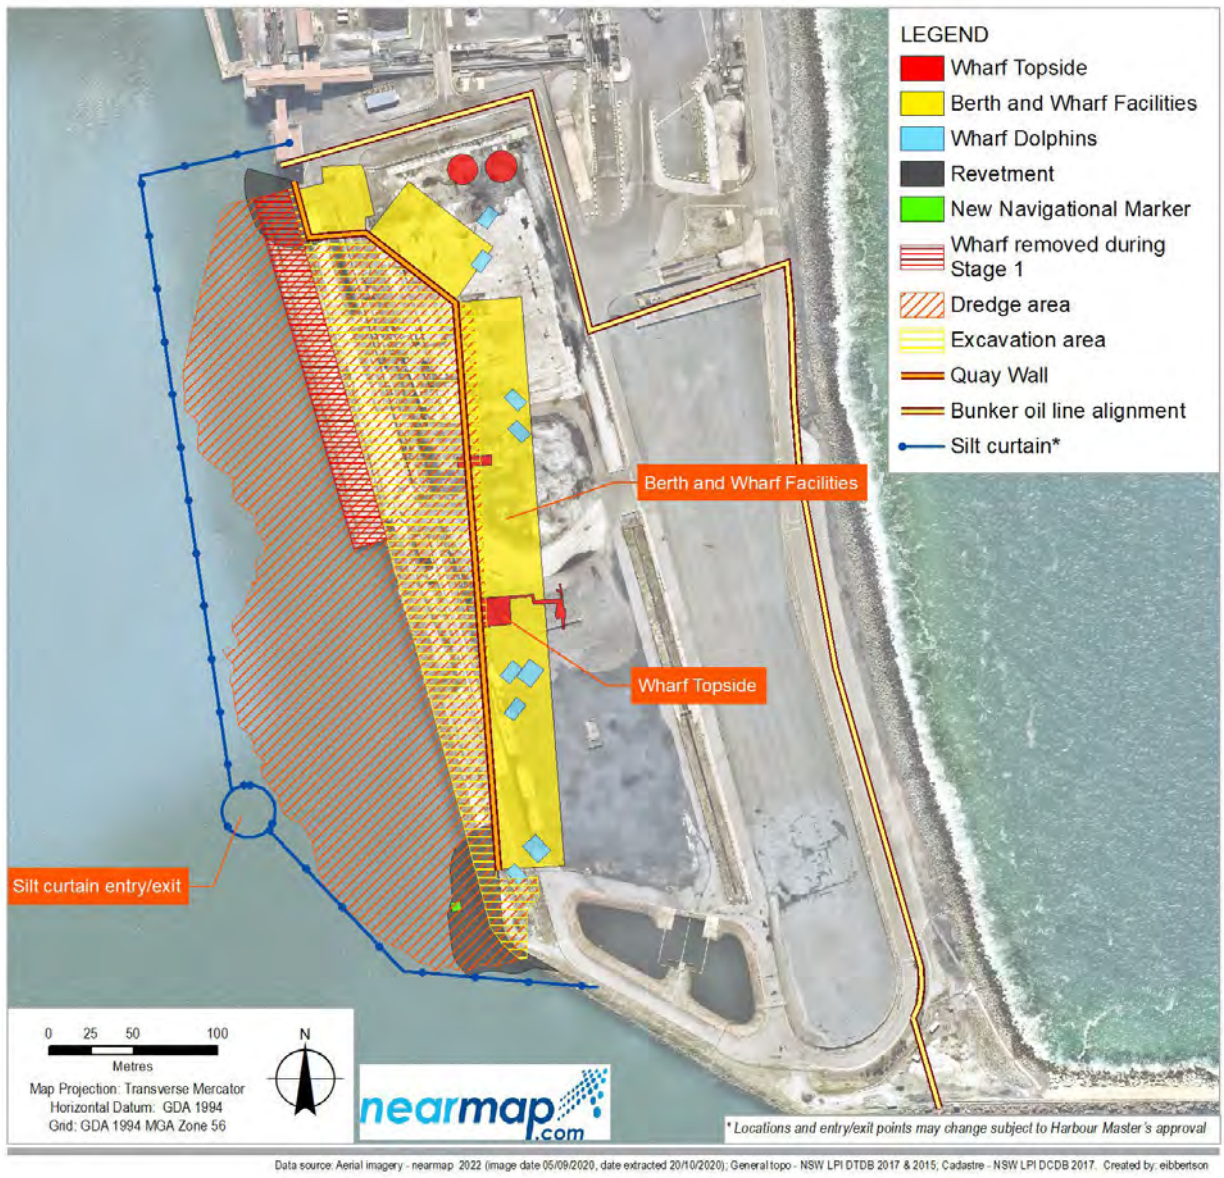 LEGEND
Wharf Topside
Berth and Wharf Facilities
Wharf Dolphins
Revetment
New Navigational Marker
Wharf removed during
Stage 1
Dredge area
Excavation area
Quay Wall
Bunker oil line alignment
Silt curtain*
Berth and Wharf Facilities
Wharf Topside
Silt curtain entry/exit
0 25 50 100
Metres
Map Projection: Transverse Mercator
Horizontal Datum: GDA 1994
Grid: GDA 1994 MGA Zone 56
N
nearmap
.com
* Locations and entry/exit points may change subject to Harbour Master's approval
Data source: Aerial imagery - nearmap 2022 (image date 05/09/2020, date extracted 20/10/2020); General topo - NSW LPI DTDB 2017 & 2015; Cadastre - NSW LPI DCDB 2017. Created by: eibbertson